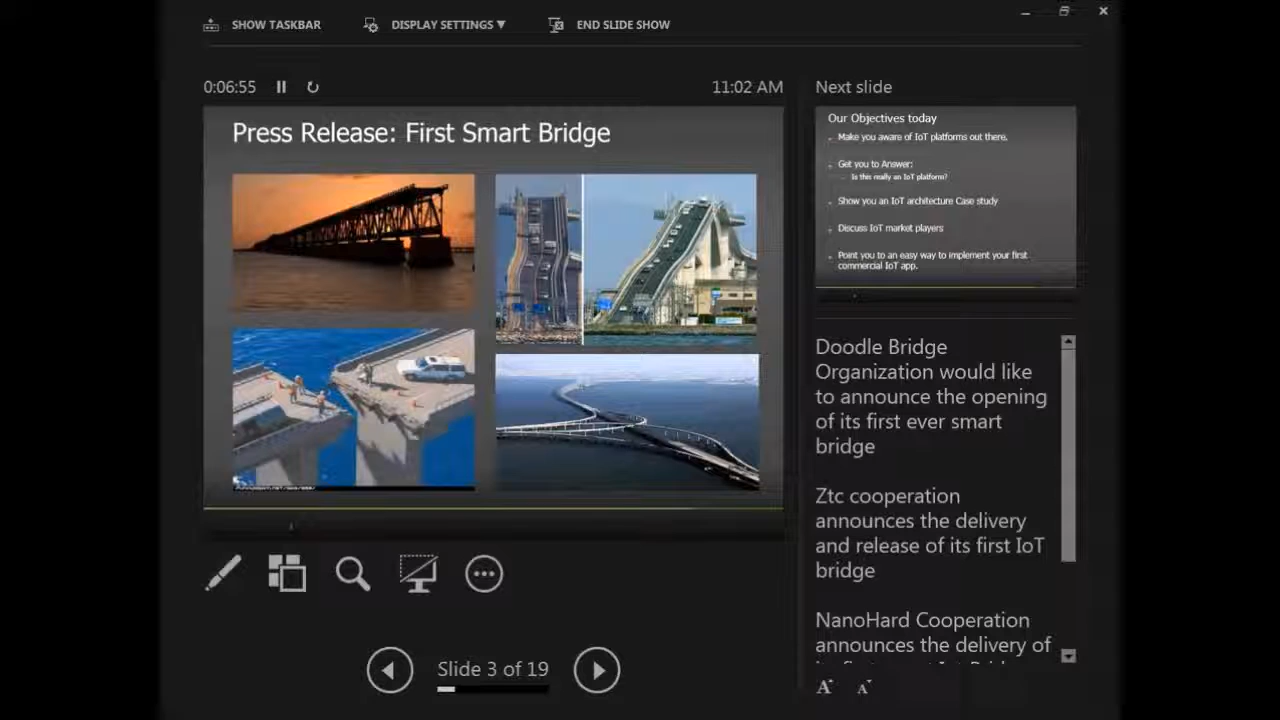 SHOW TASKBAR
DISPLAY SETTINGS ▼
END SLIDE SHOW
0:06:55
11:02 AM
Press Release: First Smart Bridge
Next slide
Our Objectives today
Make you aware of IoT platforms out there.
Get you to Answer:
Is this really an IoT platform?
Show you an IoT architecture Case study
Discuss IoT market players
Point you to an easy way to implement your first
commercial IoT app.
Doodle Bridge
Organization would like
to announce the opening
of its first ever smart
bridge
Ztc cooperation
announces the delivery
and release of its first IoT
bridge
NanoHard Cooperation
announces the delivery of
Slide 3 of 19
A
A